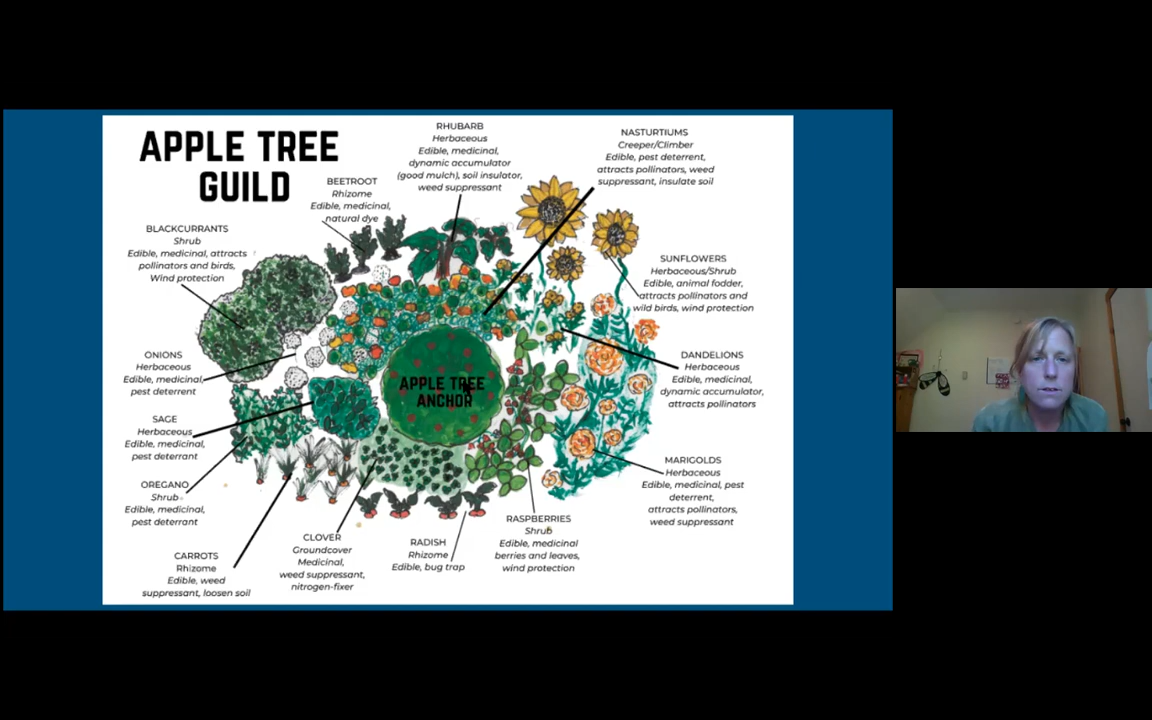 APPLE TREE
GUILD
RHUBARB
Herbaceous
Edible, medicinal,
dynamic accumulator
(good mulch), soil insulator,
weed suppressant
NASTURTIUMS
Creeper/Climber
Edible, pest deterrent,
attracts pollinators, weed
suppressant, insulate soil
BEETROOT
Rhizome
Edible, medicinal,
natural dye
BLACKCURRANTS
Shrub
Edible, medicinal, attracts
pollinators and birds,
Wind protection
SUNFLOWERS
Herbaceous/Shrub
Edible, animal fodder,
attracts pollinators and
wild birds, wind protection
ONIONS
Herbaceous
Edible, medicinal,
pest deterrent
APPLE TREE
ANCHOR
DANDELIONS
Herbaceous
Edible, medicinal,
dynamic accumulator,
attracts pollinators
SAGE
Herbaceous
Edible, medicinal,
pest deterrant
MARIGOLDS
Herbaceous
Edible, medicinal, pest
deterrent,
attracts pollinators,
weed suppressant
OREGANO
Shrub
Edible, medicinal,
pest deterrant
CARROTS
Rhizome
Edible, weed
suppressant, loosen soil
CLOVER
Groundcover
Medicinal,
weed suppressant,
nitrogen-fixer
RADISH
Rhizome
Edible, bug trap
RASPBERRIES
Shrub
Edible, medicinal
berries and leaves,
wind protection